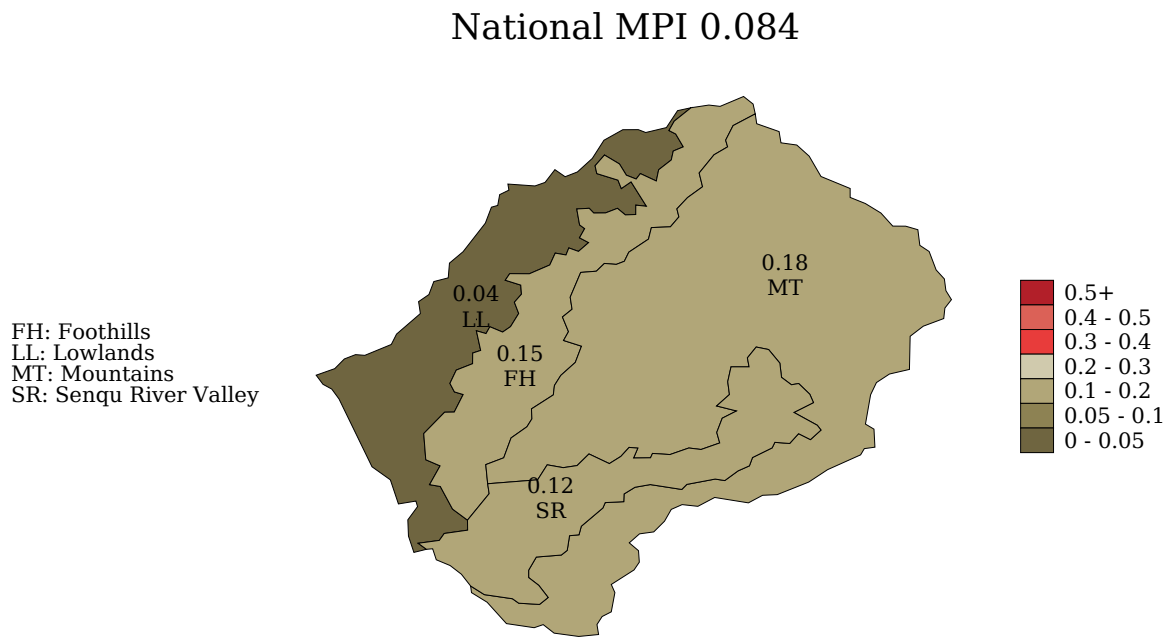 National MPI 0.084
0.18
MT
0.04
LL
0.15
FH
0.12
SR
FH: Foothills
LL: Lowlands
MT: Mountains
SR: Senqu River Valley
0.5+
0.4 - 0.5
0.3 - 0.4
0.2 - 0.3
0.1 - 0.2
0.05 - 0.1
0 - 0.05